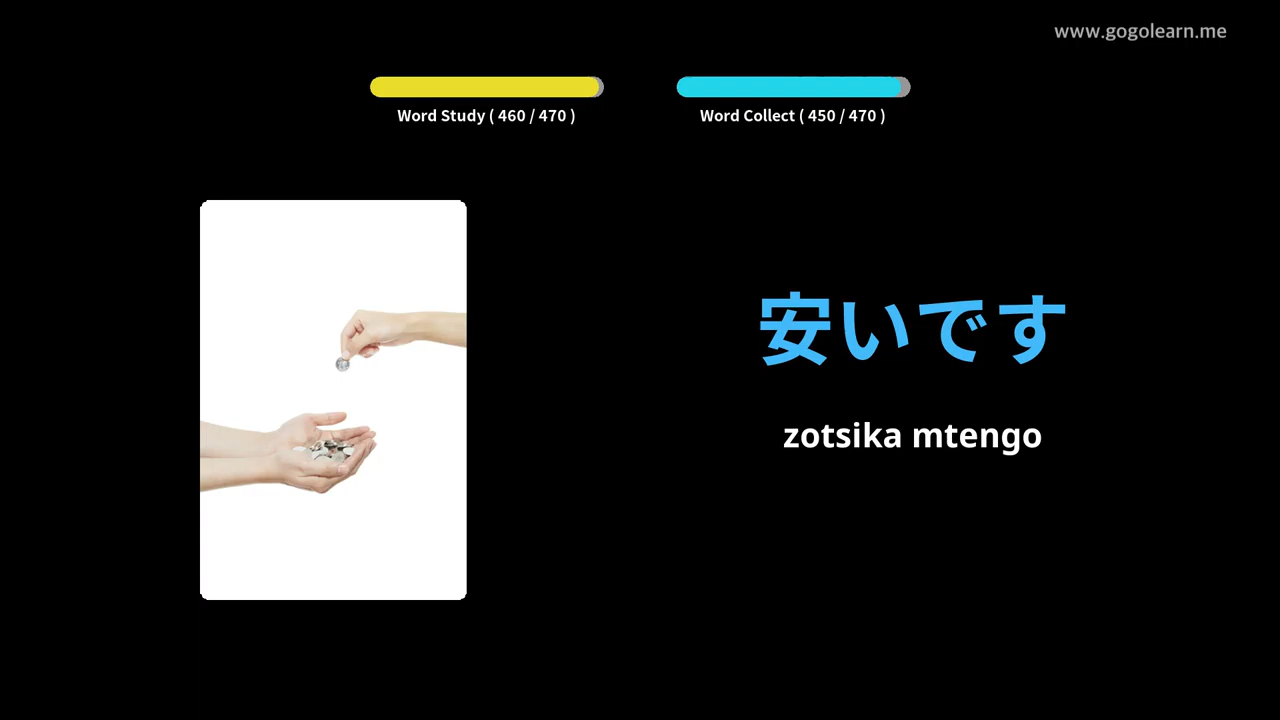 www.gogolearn.me
Word Study ( 460 / 470 )
Word Collect ( 450 / 470 )
安いです
zotsika mtengo